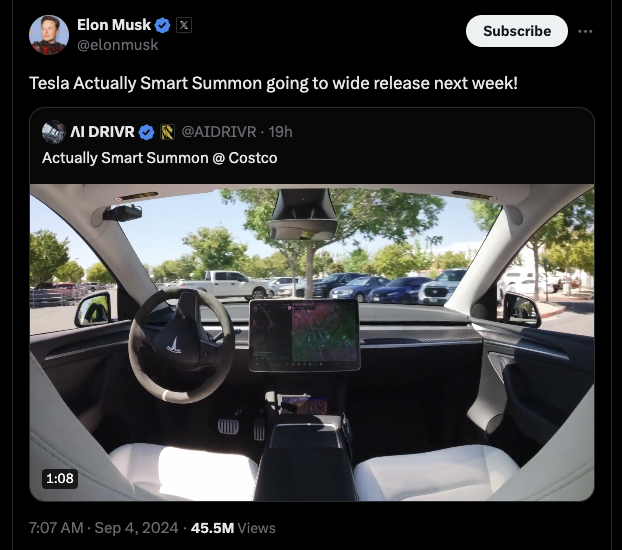 Elon Musk
@elonmusk
Subscribe
Tesla Actually Smart Summon going to wide release next week!
ΛI DRIVR @AIDRIVR · 19h
Actually Smart Summon @ Costco
1:08
7:07 AM · Sep 4, 2024 · 45.5M Views